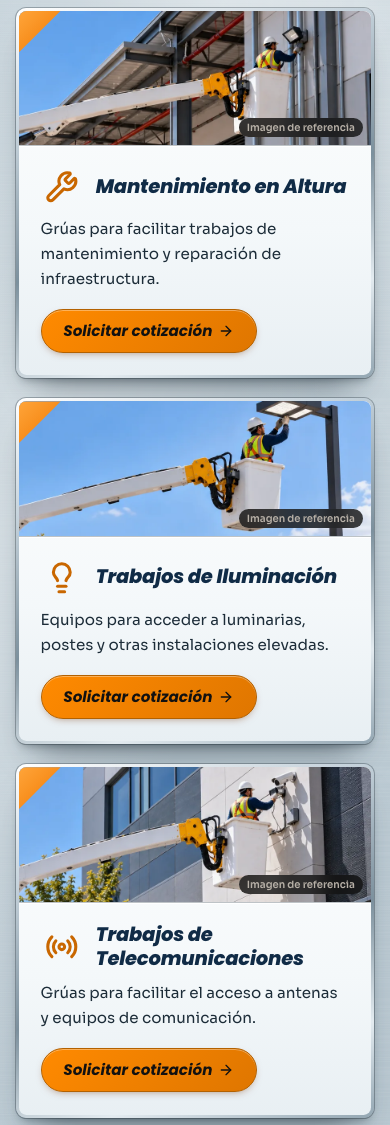 Imagen de referencia
Mantenimiento en Altura
Grúas para facilitar trabajos de
mantenimiento y reparación de
infraestructura.
Solicitar cotización →
Imagen de referencia
Trabajos de Iluminación
Equipos para acceder a luminarias,
postes y otras instalaciones elevadas.
Solicitar cotización →
Imagen de referencia
Trabajos de
Telecomunicaciones
Grúas para facilitar el acceso a antenas
y equipos de comunicación.
Solicitar cotización →